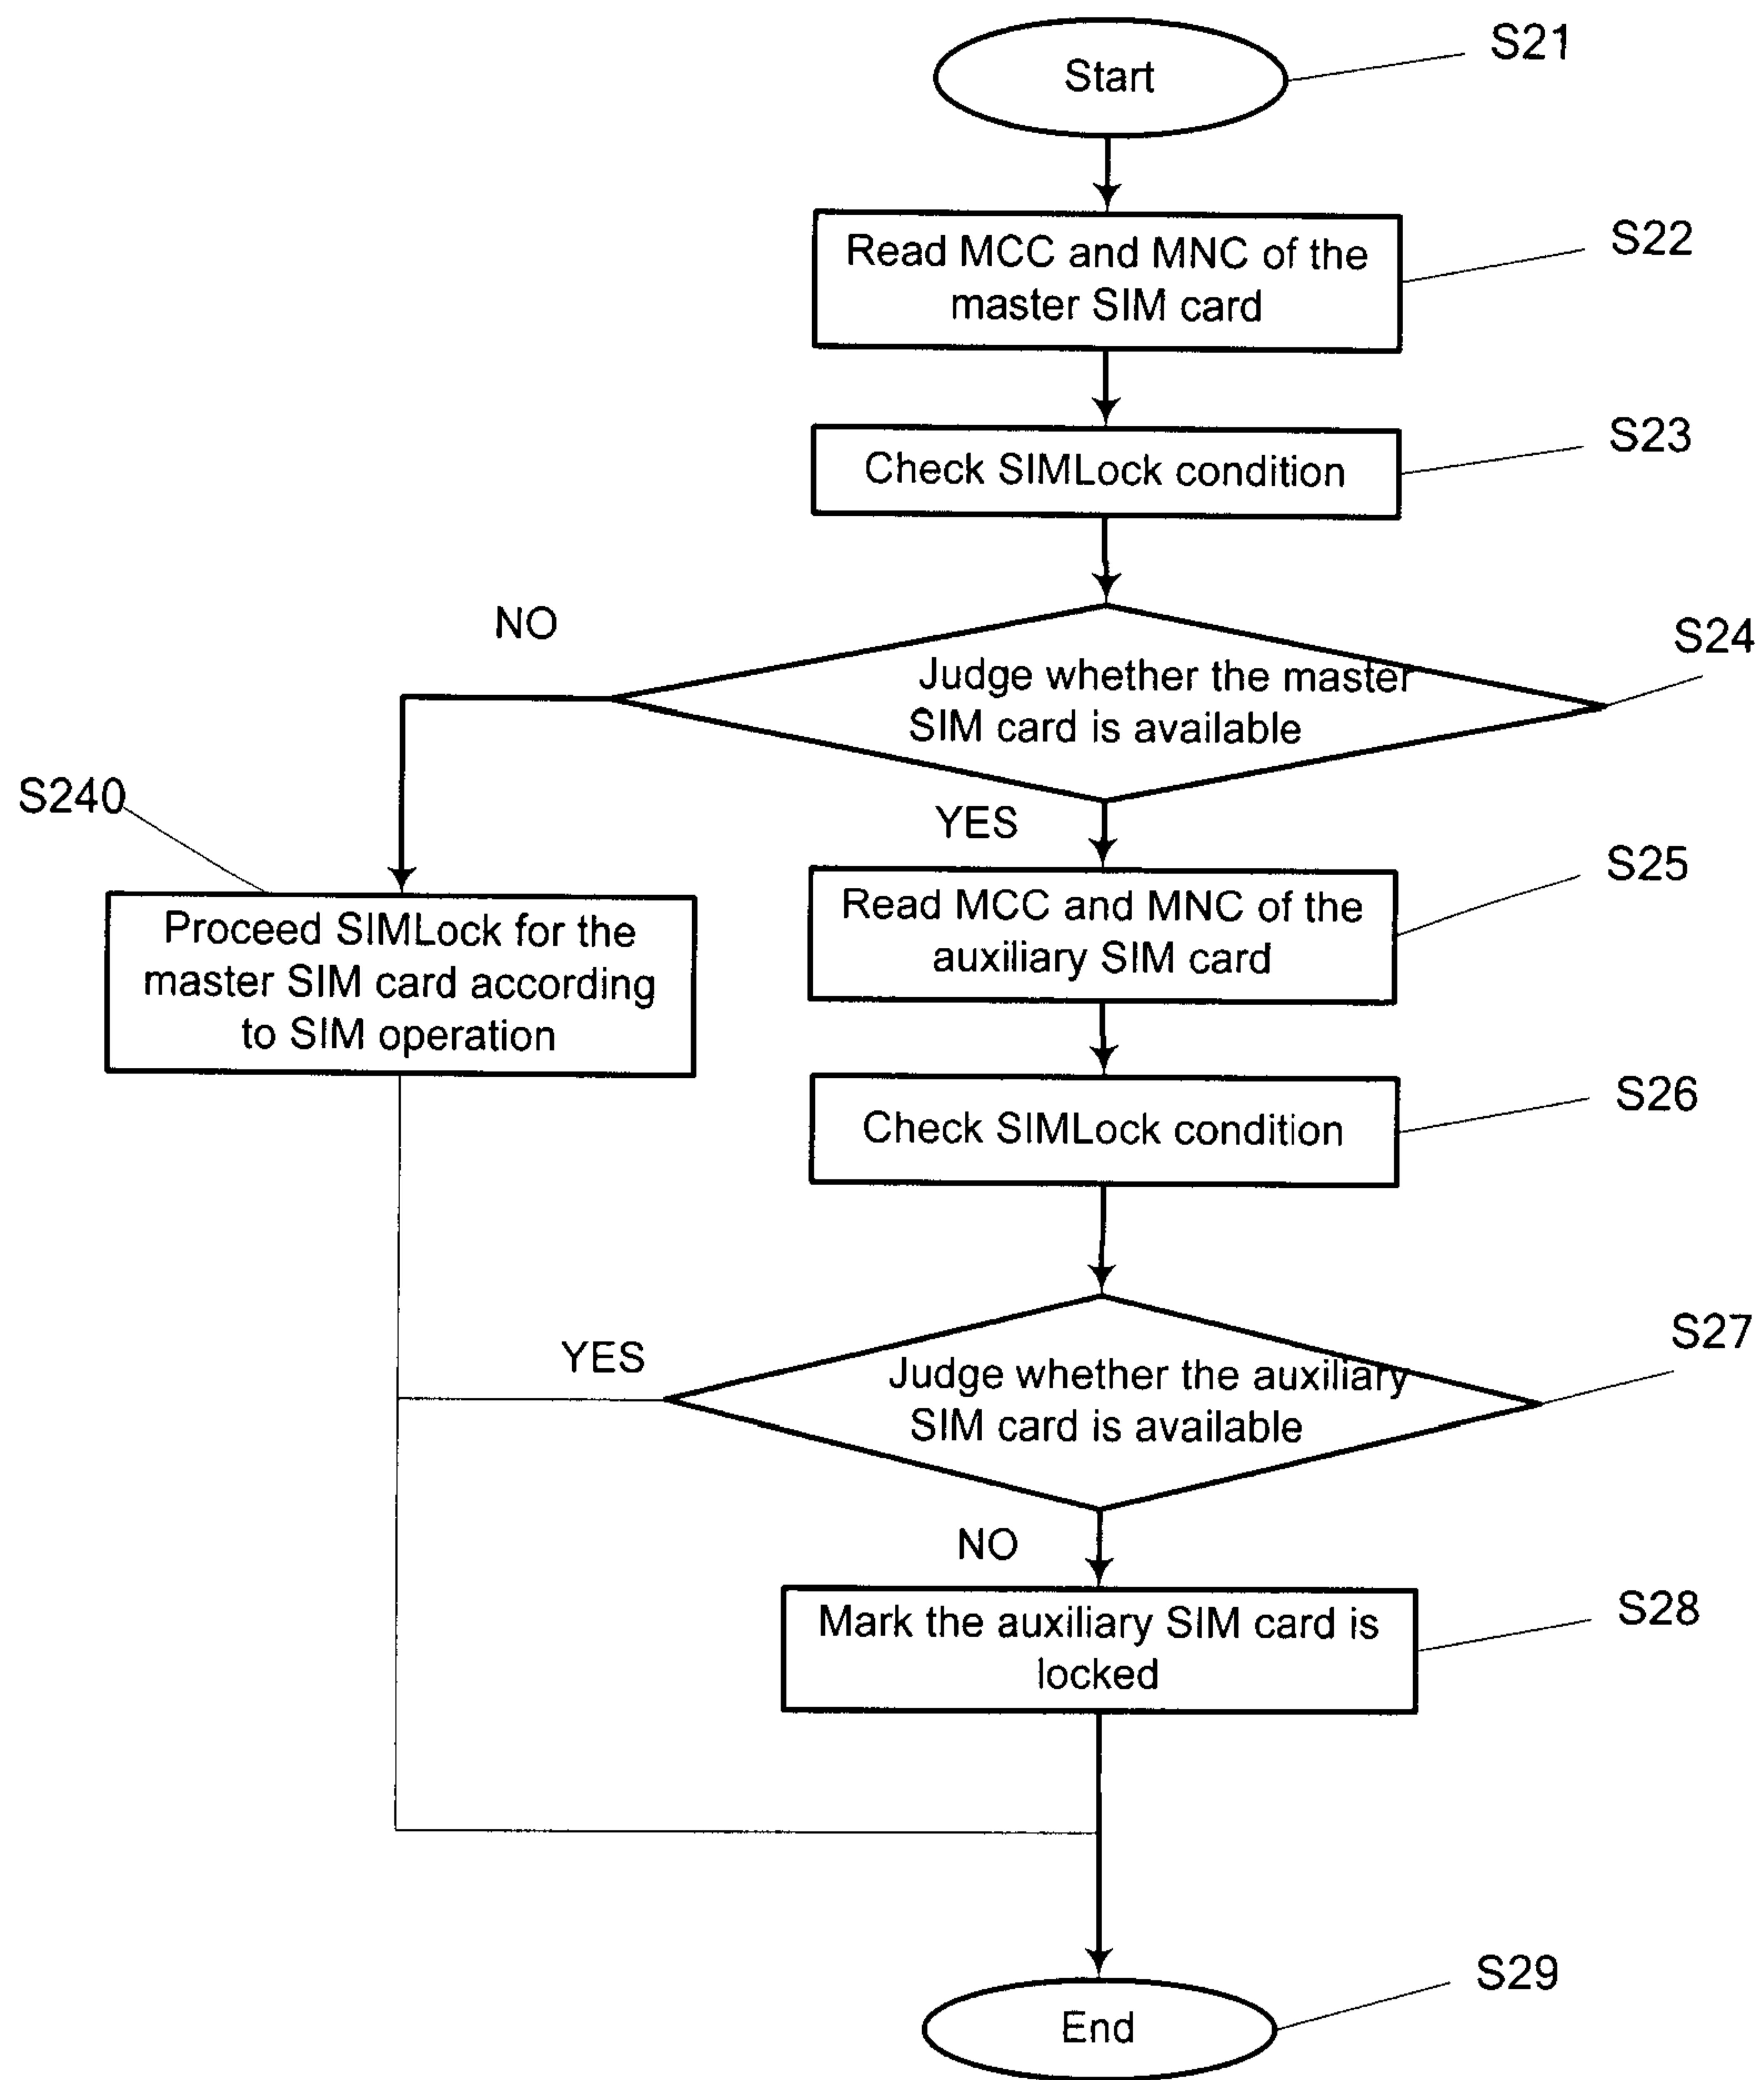 S21
Start
S22
Read MCC and MNC of the
master SIM card
S23
Check SIMLock condition
NO
S24
Judge whether the master
SIM card is available
S240
YES
S25
Read MCC and MNC of the
auxiliary SIM card
Proceed SIMLock for the
master SIM card according
to SIM operation
S26
Check SIMLock condition
S27
YES
Judge whether the auxiliary
SIM card is available
NO
S28
Mark the auxiliary SIM card is
locked
S29
End